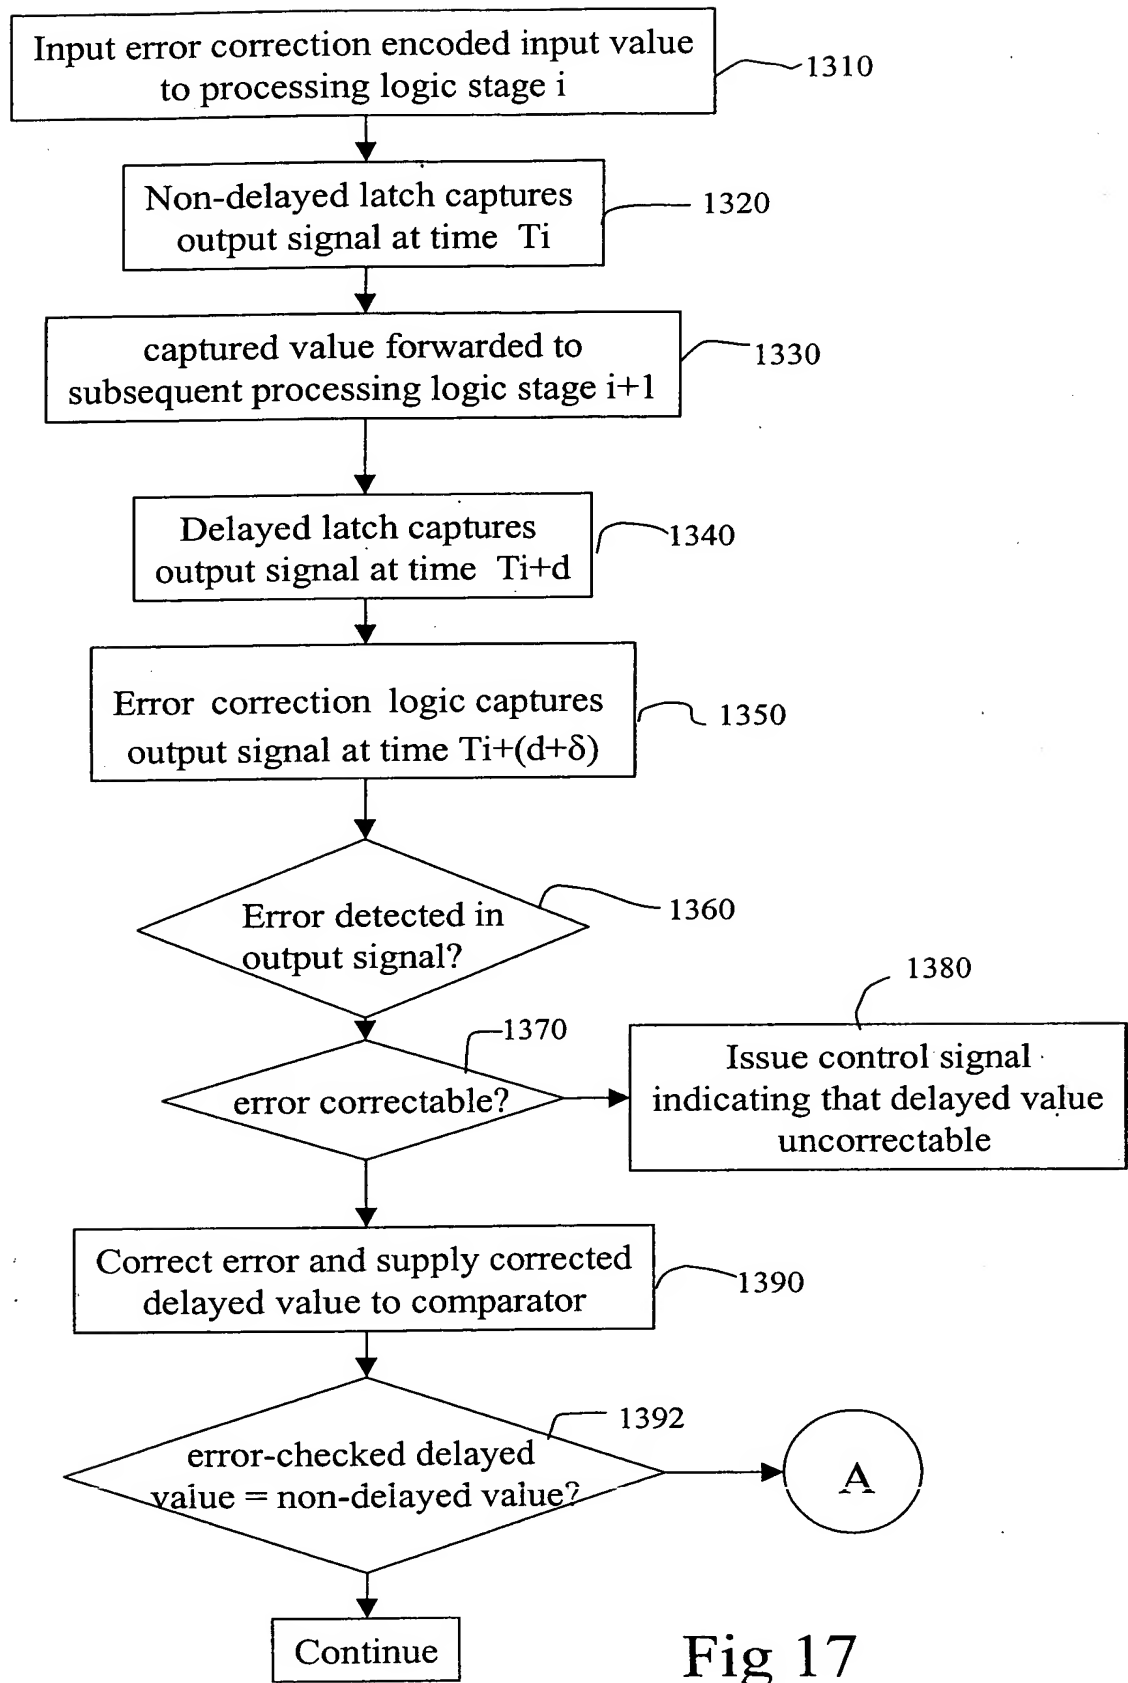 Input error correction encoded input value
to processing logic stage i
1310
Non-delayed latch captures
output signal at time Ti
1320
captured value forwarded to
subsequent processing logic stage i+1
1330
Delayed latch captures
output signal at time Ti+d
1340
Error correction logic captures
output signal at time Ti+(d+δ)
1350
Error detected in
output signal?
1360
1370
error correctable?
1380
Issue control signal
indicating that delayed value
uncorrectable
Correct error and supply corrected
delayed value to comparator
1390
1392
error-checked delayed
value = non-delayed value?
A
Continue
Fig 17